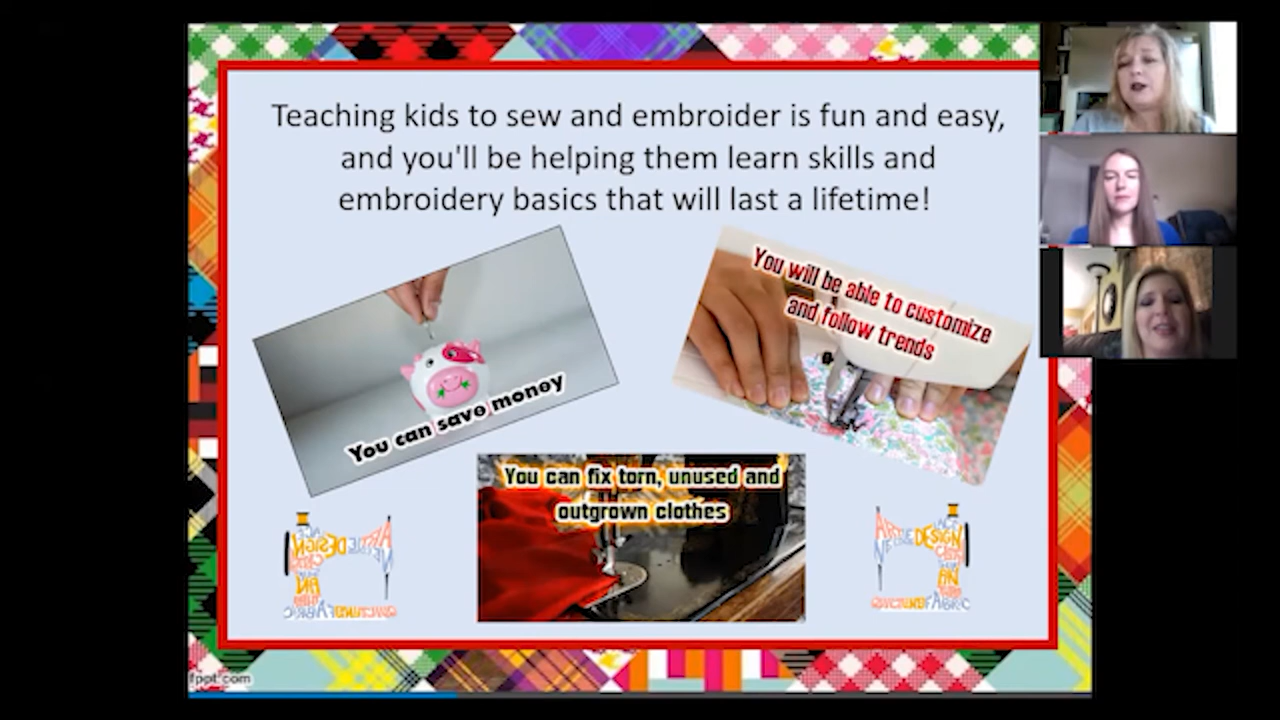 Teaching kids to sew and embroider is fun and easy,
and you'll be helping them learn skills and
embroidery basics that will last a lifetime!
You will be able to customize
and follow trends
You can save money
You can fix torn, unused and
outgrown clothes
DESIGN
DESIGN
fppt.com